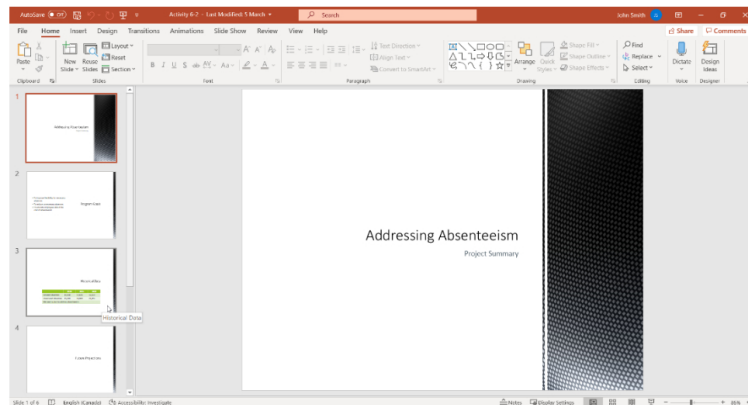 AutoSave Off Activity 6-2 - Last Modified: 5 March Search John Smith
File Home Insert Design Transitions Animations Slide Show Review View Help Share Comments
Paste New Slide Reuse Slides Layout Reset Section Text Direction Align Text Convert to SmartArt Arrange Quick Styles Shape Fill Shape Outline Shape Effects Find Replace Select Dictate Design Ideas
Clipboard Slides Font Paragraph Drawing Editing Voice Designer
1
Addressing Absenteeism
2
3
Historical Data
4
Addressing Absenteeism
Project Summary
Slide 1 of 6 English (Canada) Accessibility: Investigate Notes Display Settings 86%